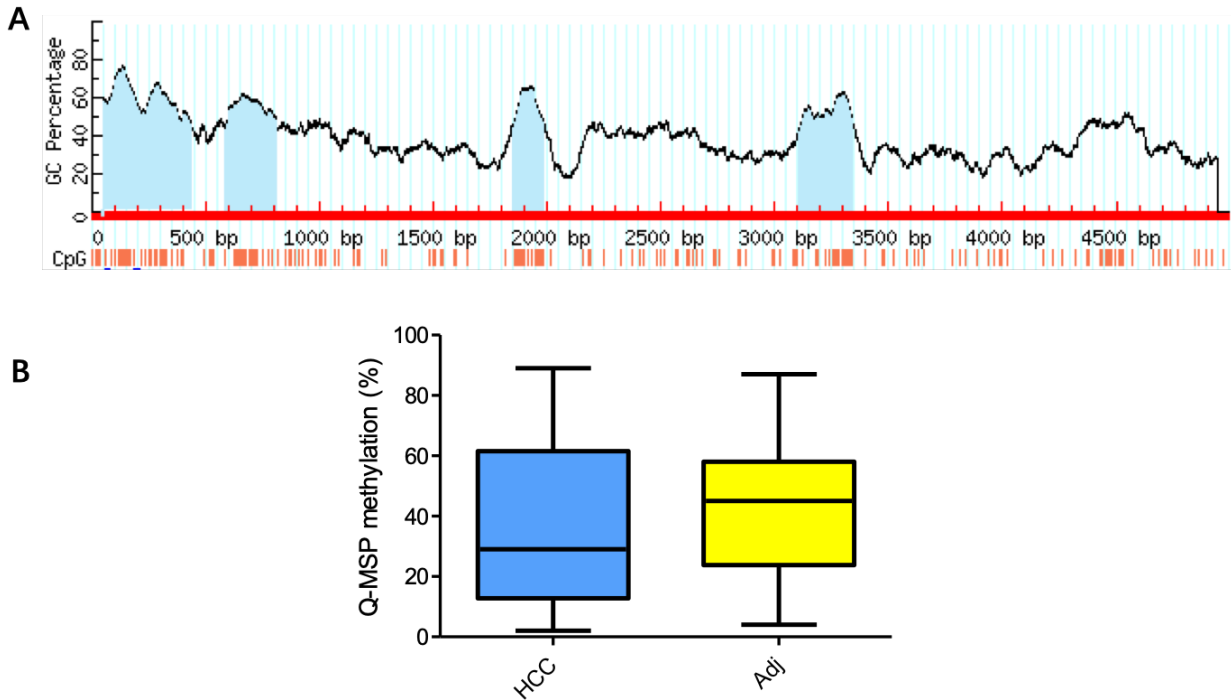 A
GC Percentage
0 20 40 60 80
0 500 bp 1000 bp 1500 bp 2000 bp 2500 bp 3000 bp 3500 bp 4000 bp 4500 bp
CpG
B
Q-MSP methylation (%)
100
80
60
40
20
0
HCC Adj